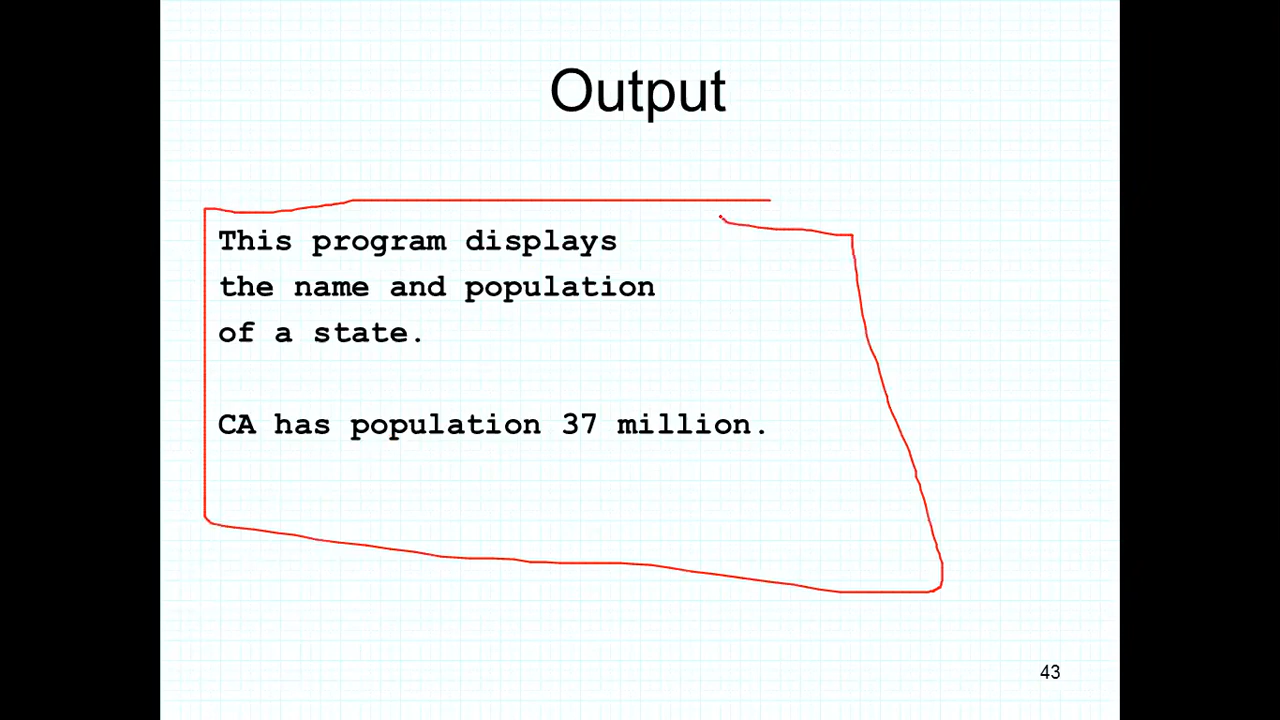 Output
This program displays
the name and population
of a state.
CA has population 37 million.
43